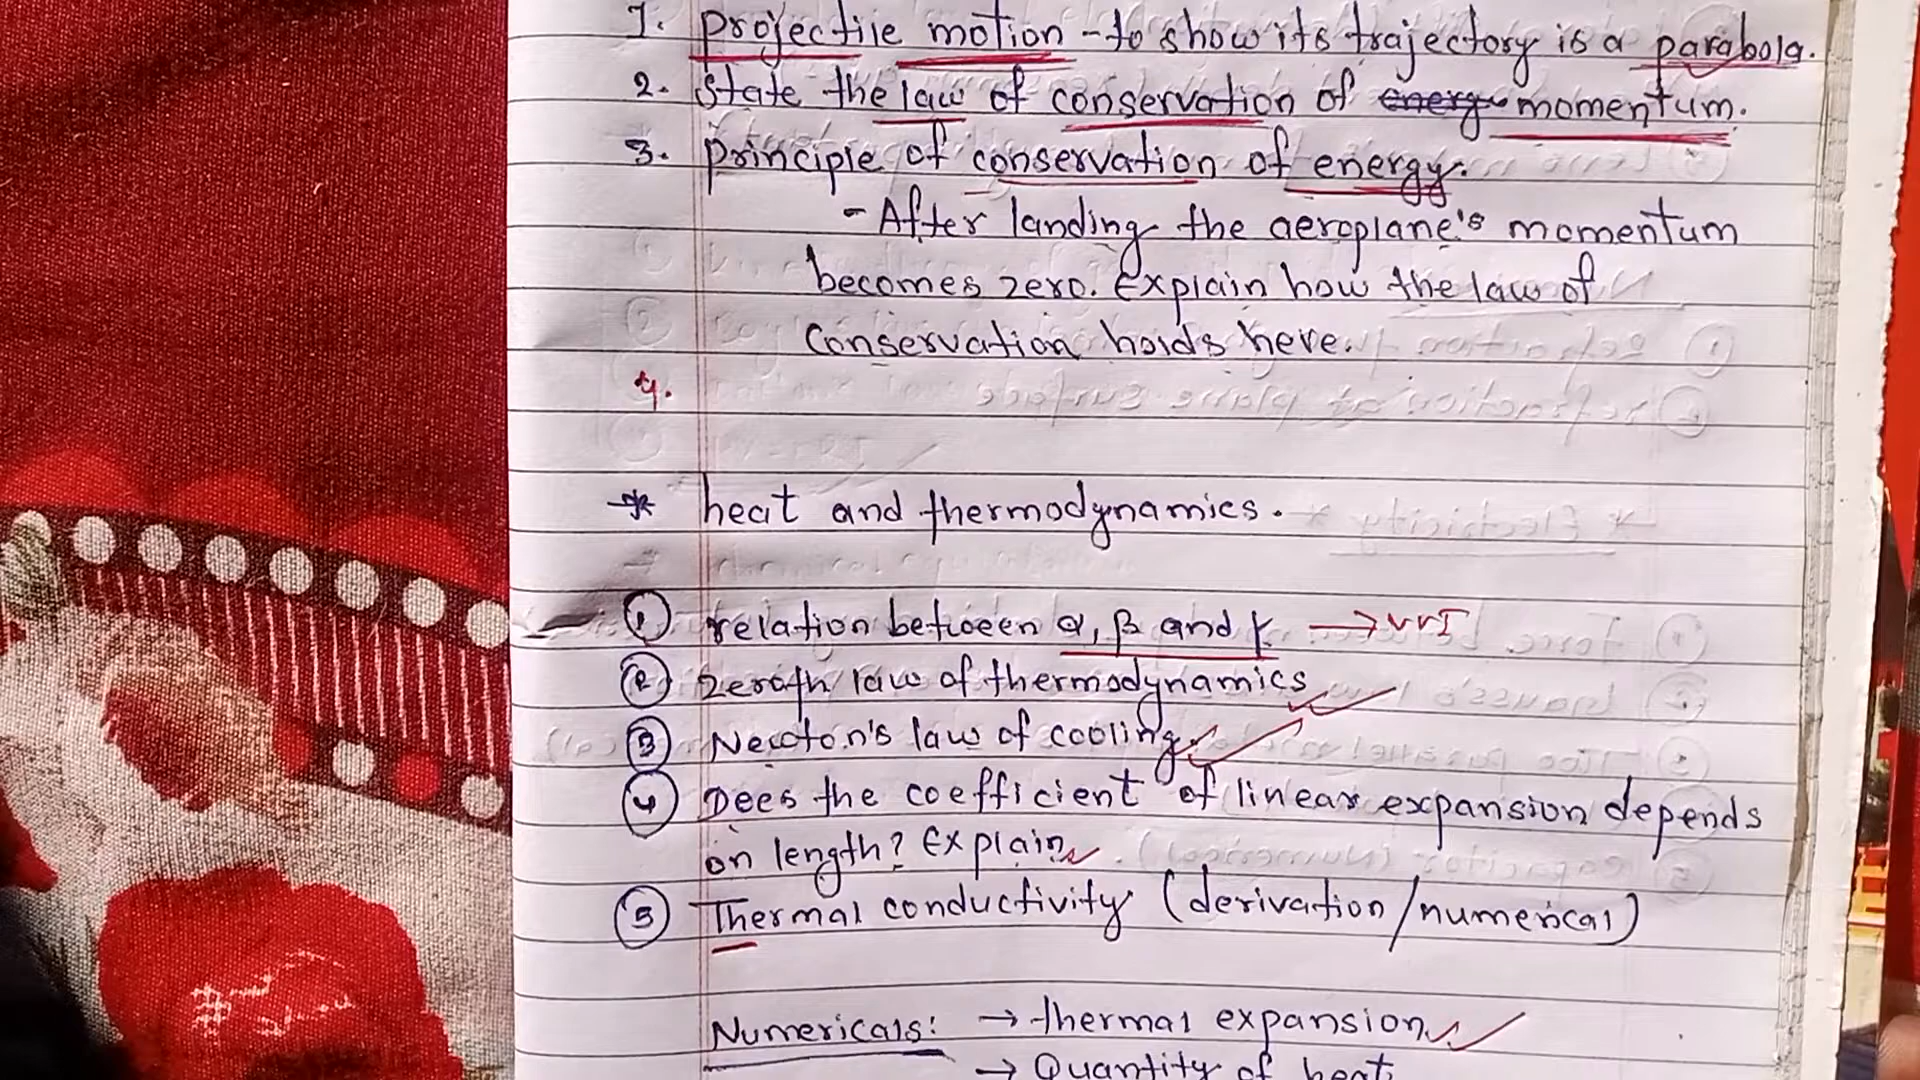 1. projectile motion - to show its trajectory is a parabola.
2. State the law of conservation of energy momentum.
3. principle of conservation of energy.
- After landing the aeroplane's momentum
becomes zero. Explain how the law of
conservation holds here.
4.
* heat and thermodynamics.
① relation between α, β and γ. → VVI
② Zeroth law of thermodynamics
③ Newton's law of cooling.
④ Does the coefficient of linear expansion depends
on length? Explain
⑤ Thermal conductivity (derivation/numerical)
Numericals: → thermal expansion
→ Quantity of heat